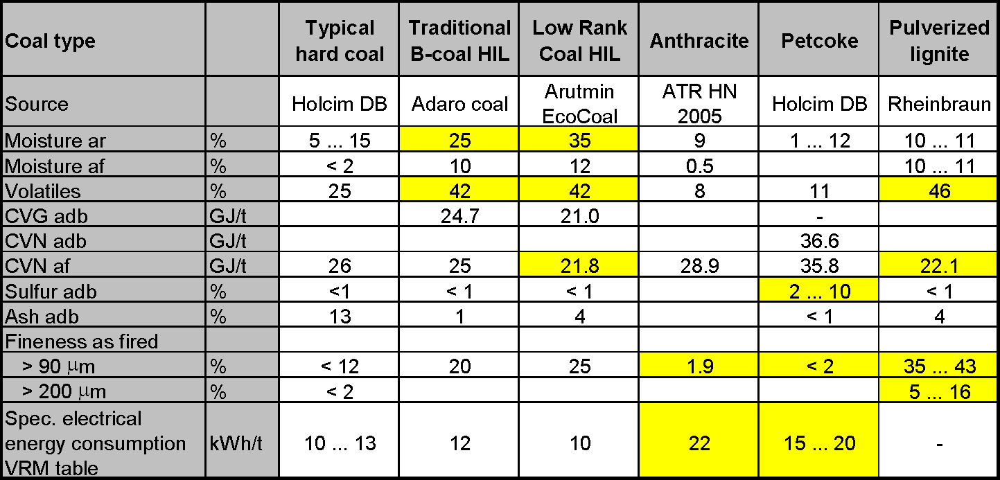 Coal type Typical hard coal Traditional B-coal HIL Low Rank Coal HIL Anthracite Petcoke Pulverized lignite
Source Holcim DB Adaro coal Arutmin EcoCoal ATR HN 2005 Holcim DB Rheinbraun
Moisture ar % 5 ... 15 25 35 9 1 ... 12 10 ... 11
Moisture af % < 2 10 12 0.5 10 ... 11
Volatiles % 25 42 42 8 11 46
CVG adb GJ/t 24.7 21.0 -
CVN adb GJ/t 36.6
CVN af GJ/t 26 25 21.8 28.9 35.8 22.1
Sulfur adb % <1 < 1 < 1 2 ... 10 < 1
Ash adb % 13 1 4 < 1 4
Fineness as fired
> 90 μm % < 12 20 25 1.9 < 2 35 ... 43
> 200 μm % < 2 5 ... 16
Spec. electrical energy consumption VRM table kWh/t 10 ... 13 12 10 22 15 ... 20 -